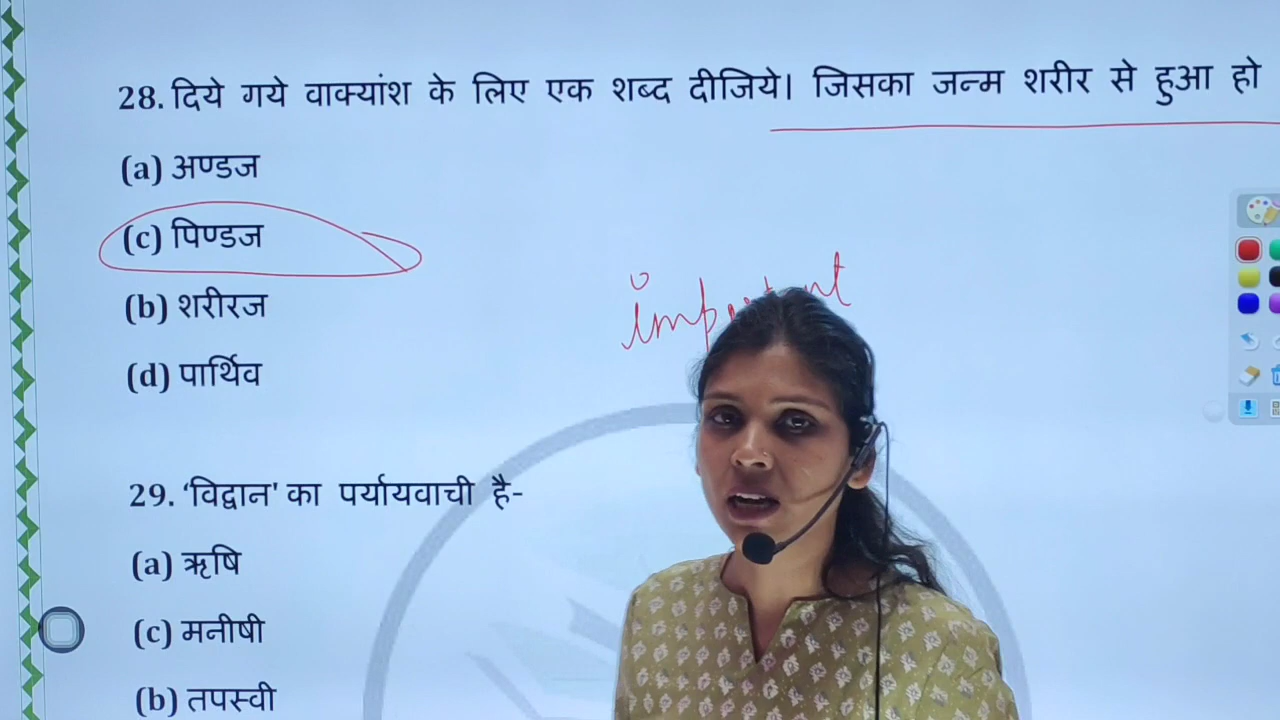 28. दिये गये वाक्यांश के लिए एक शब्द दीजिये। जिसका जन्म शरीर से हुआ हो
(a) अण्डज
(c) पिण्डज
(b) शरीरज
(d) पार्थिव
29. ‘विद्वान' का पर्यायवाची है-
(a) ऋषि
(c) मनीषी
(b) तपस्वी